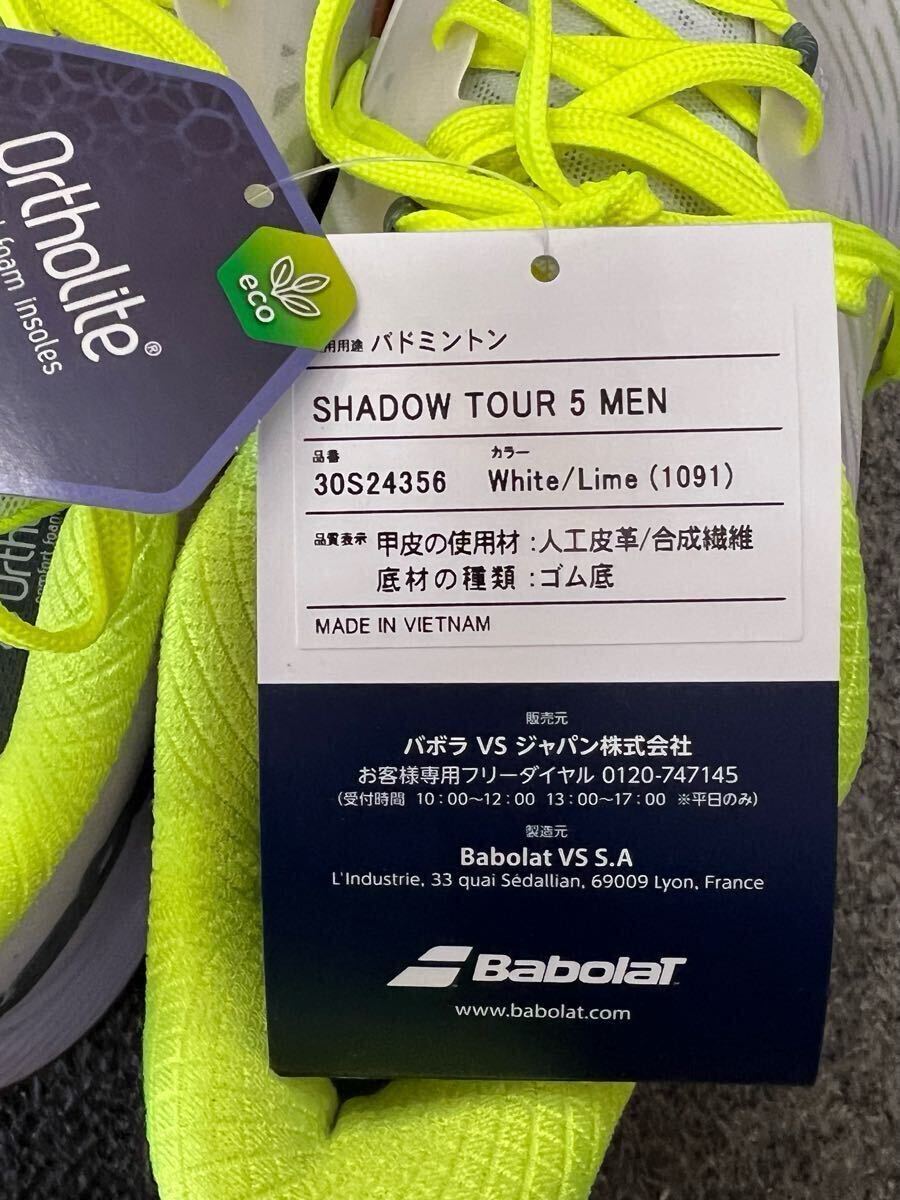 Ortholite®
foam insoles
eco
用途 バドミントン
SHADOW TOUR 5 MEN
品番 カラー
30S24356 White/Lime (1091)
品質表示 甲皮の使用材 : 人工皮革/合成繊維
底材の種類 : ゴム底
MADE IN VIETNAM
販売元
バボラ VS ジャパン株式会社
お客様専用フリーダイヤル 0120-747145
(受付時間 10:00~12:00 13:00~17:00 ※平日のみ)
製造元
Babolat VS S.A
L'Industrie, 33 quai Sédallian, 69009 Lyon, France
BabolaT
www.babolat.com